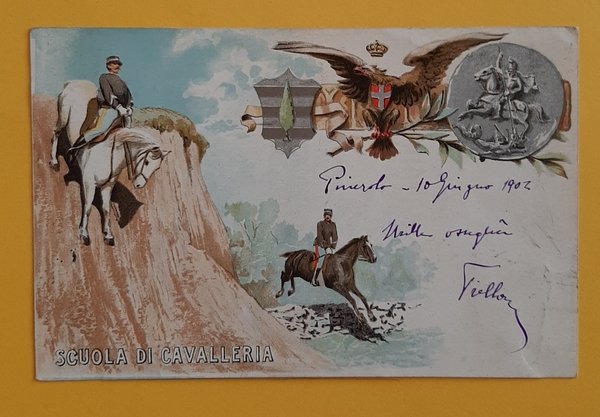 Pinerolo - 10 Giugno 1902
Mille ossequi
SCUOLA DI CAVALLERIA